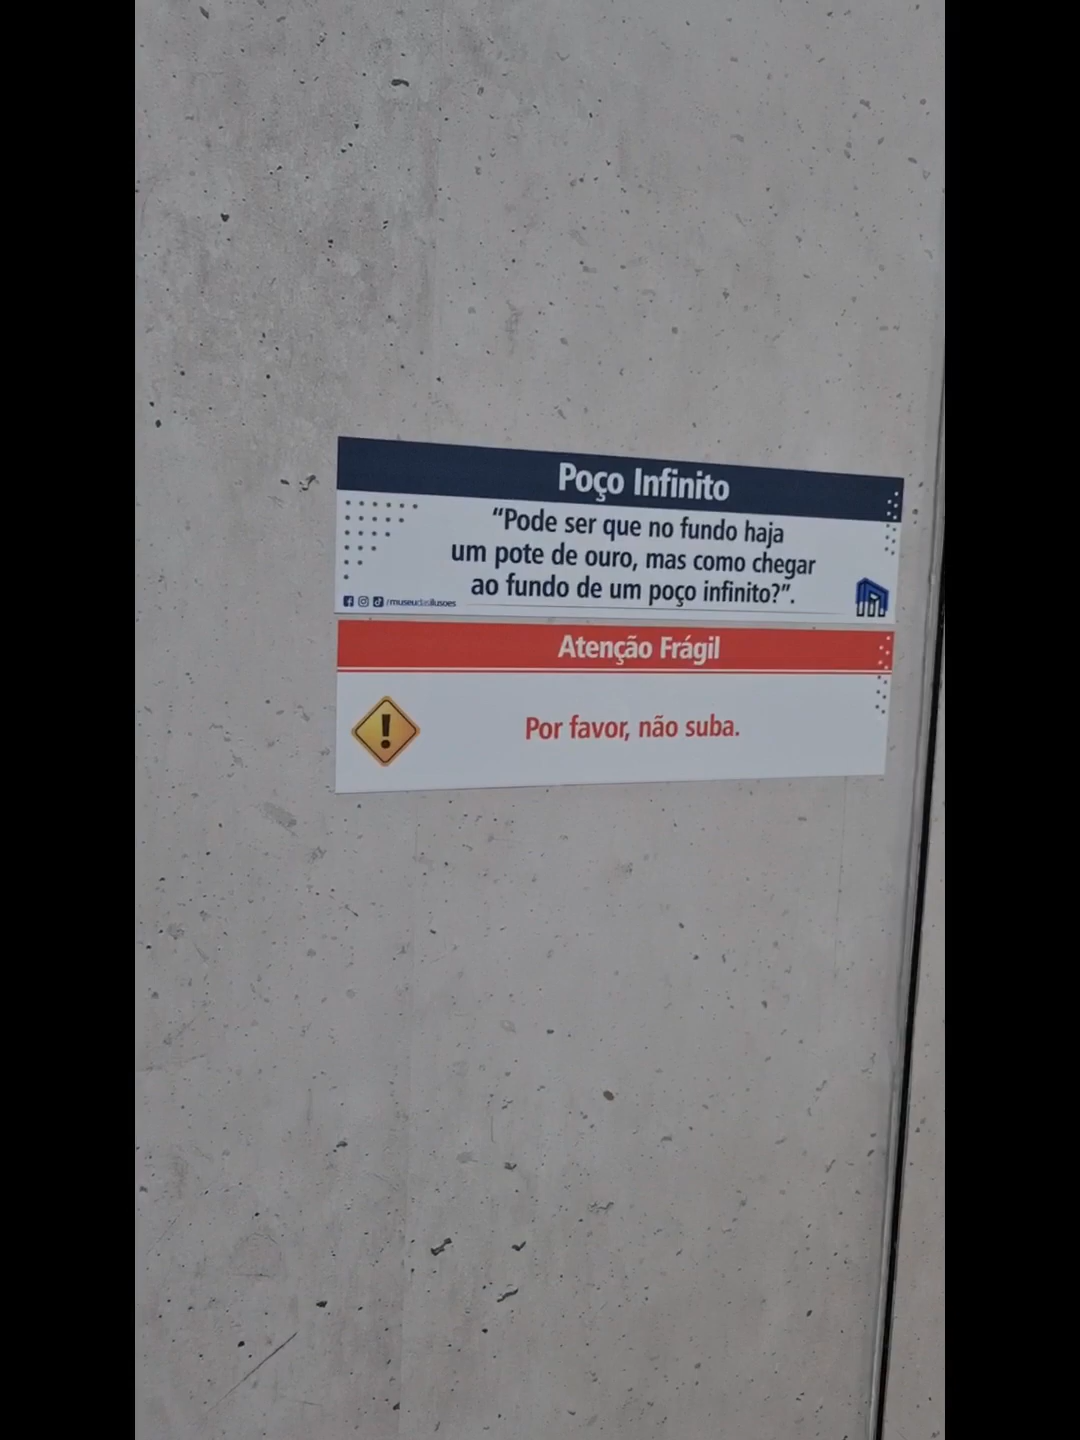 Poço Infinito
“Pode ser que no fundo haja
um pote de ouro, mas como chegar
ao fundo de um poço infinito?”.
/museudasilusoes
Atenção Frágil
Por favor, não suba.